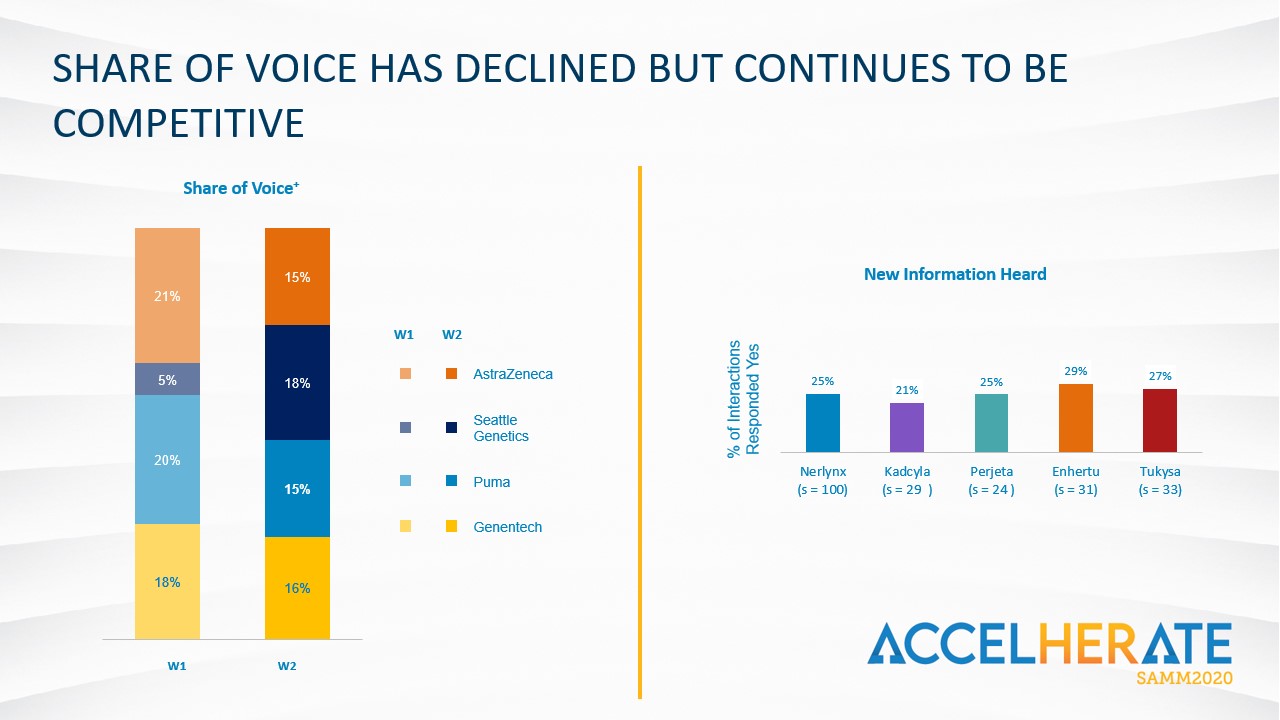 SHARE OF VOICE HAS DECLINED BUT CONTINUES TO BE
COMPETITIVE
Share of Voice+
21%
5%
20%
18%
W1
15%
18%
15%
16%
W2
W1 W2
AstraZeneca
Seattle
Genetics
Puma
Genentech
New Information Heard
% of Interactions
Responded Yes
25%
21%
25%
29%
27%
Nerlynx
(s = 100)
Kadcyla
(s = 29 )
Perjeta
(s = 24 )
Enhertu
(s = 31)
Tukysa
(s = 33)
ACCELHERATE
SAMM2020